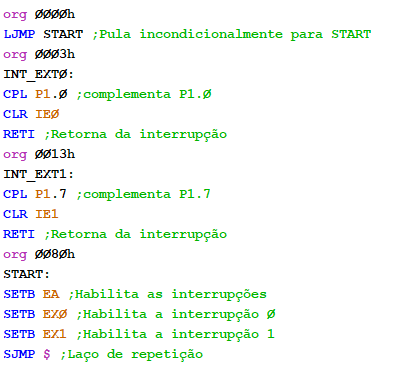 org ØØØØh
LJMP START ;Pula incondicionalmente para START
org ØØØ3h
INT_EXTØ:
CPL P1.Ø ;complementa P1.Ø
CLR IEØ
RETI ;Retorna da interrupção
org ØØ13h
INT_EXT1:
CPL P1.7 ;complementa P1.7
CLR IE1
RETI ;Retorna da interrupção
org ØØ8Øh
START:
SETB EA ;Habilita as interrupções
SETB EXØ ;Habilita a interrupção Ø
SETB EX1 ;Habilita a interrupção 1
SJMP $ ;Laço de repetição